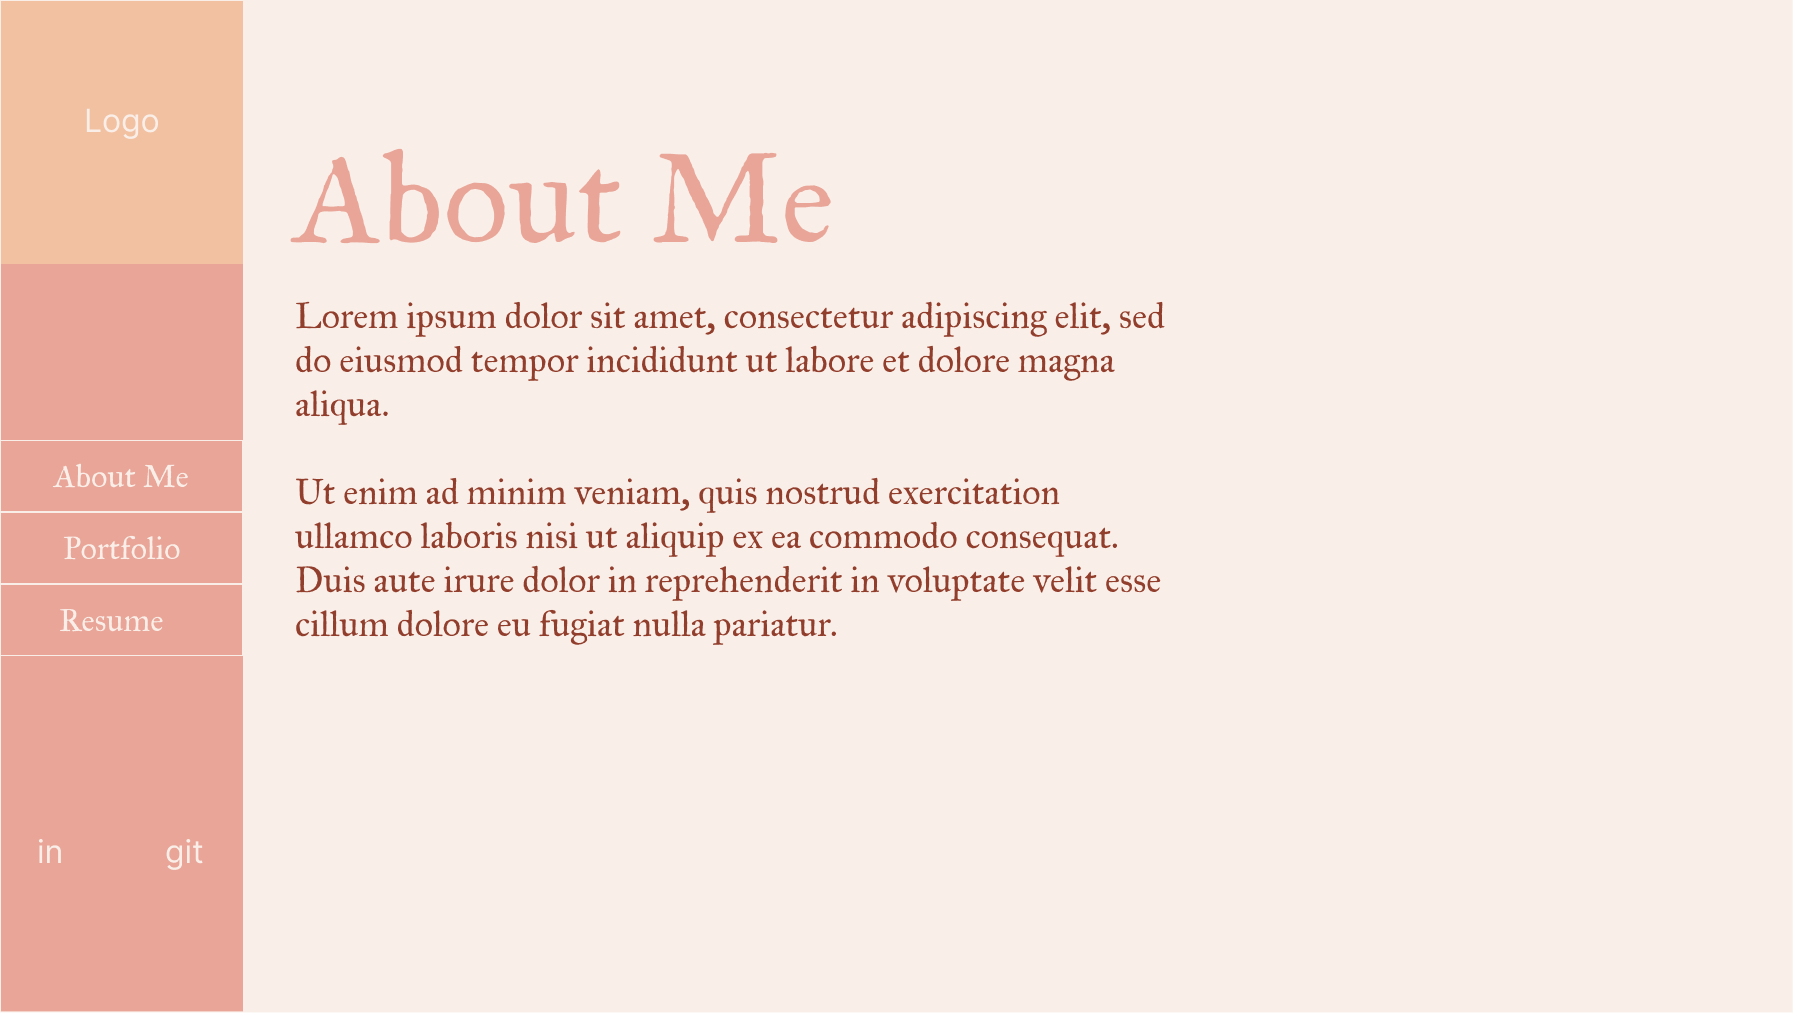 Logo
About Me
Portfolio
Resume
in
git
About Me
Lorem ipsum dolor sit amet, consectetur adipiscing elit, sed
do eiusmod tempor incididunt ut labore et dolore magna
aliqua.
Ut enim ad minim veniam, quis nostrud exercitation
ullamco laboris nisi ut aliquip ex ea commodo consequat.
Duis aute irure dolor in reprehenderit in voluptate velit esse
cillum dolore eu fugiat nulla pariatur.